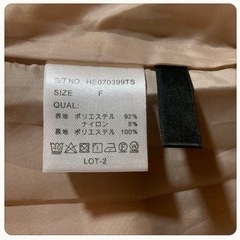 S/T NO. HE070399TS
SIZE F
QUAL:
表地 ポリエステル 92%
ナイロン 8%
裏地 ポリエステル 100%
LOT-2